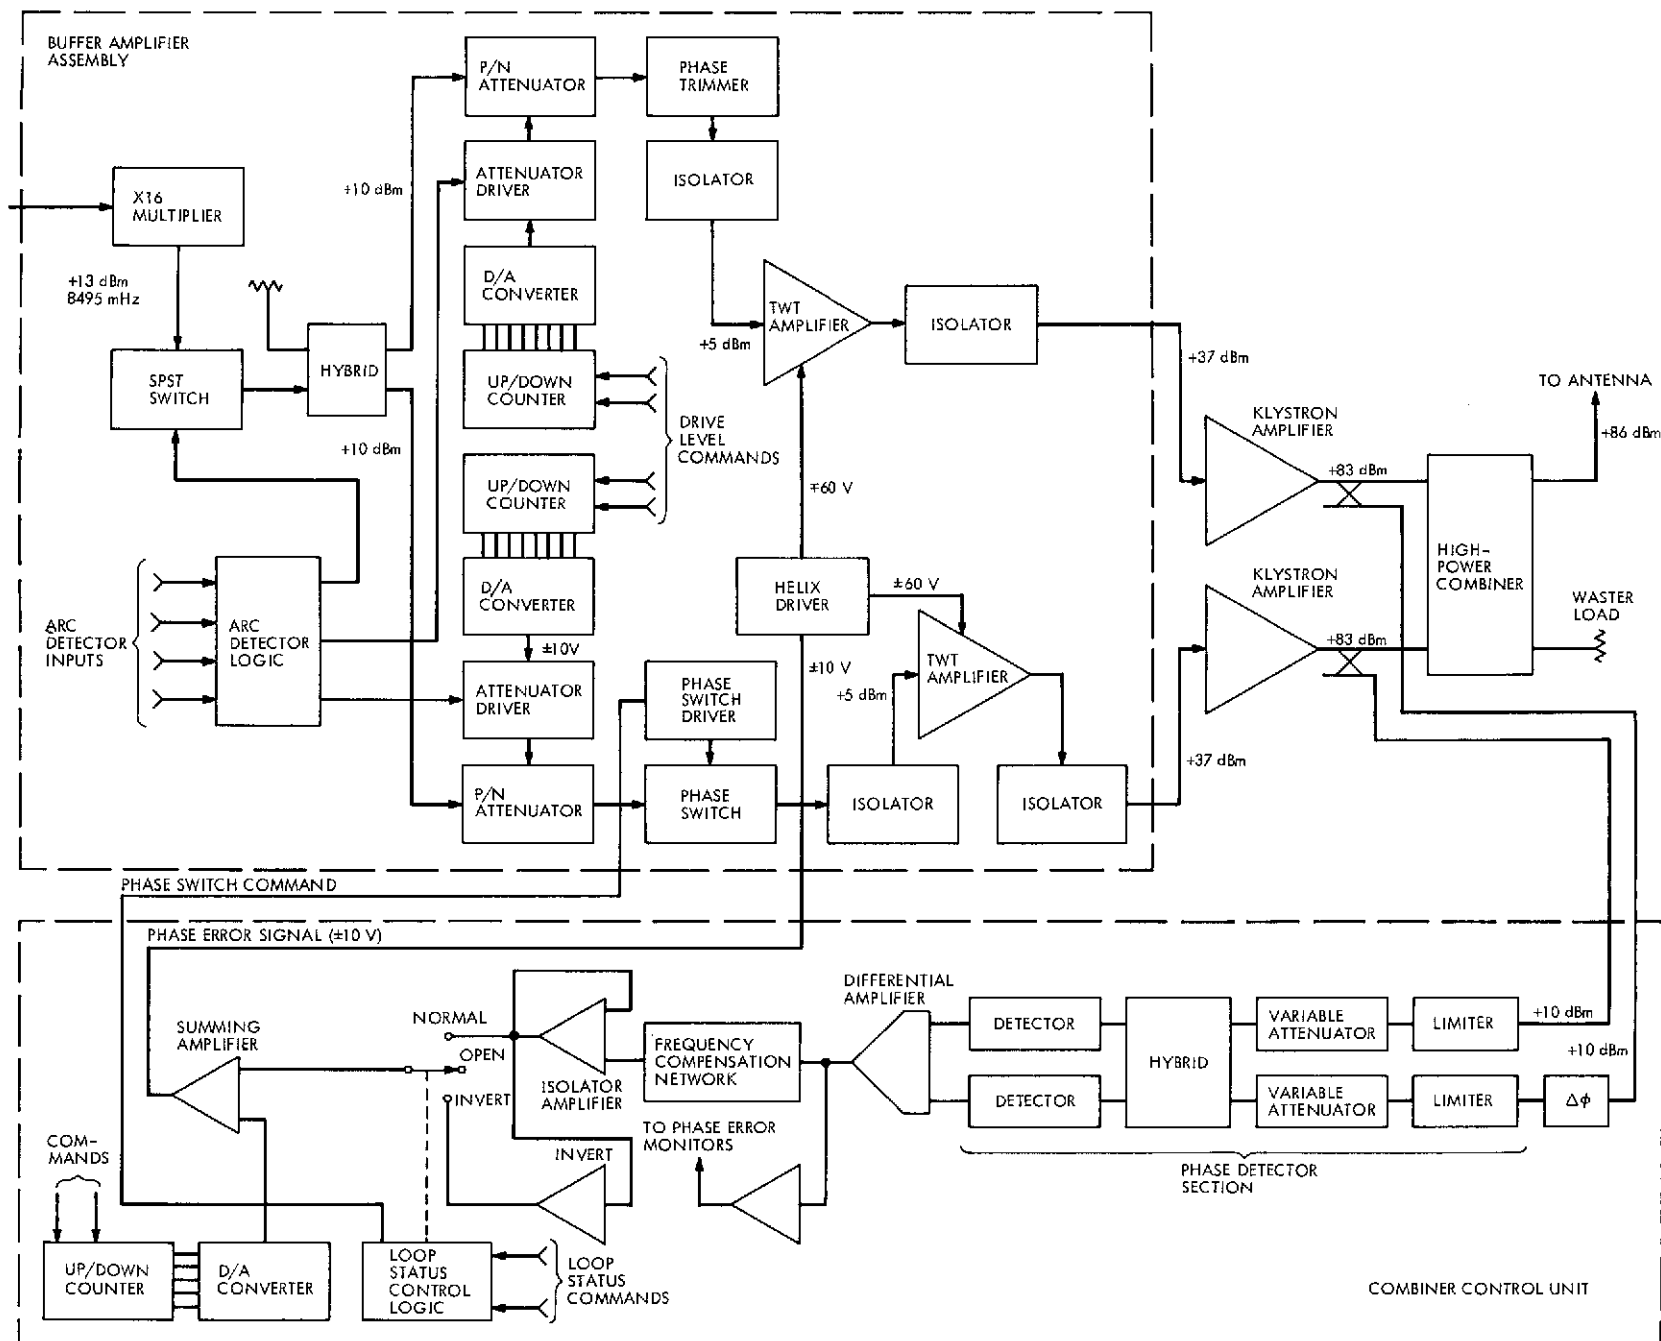 BUFFER AMPLIFIER
ASSEMBLY
X16
MULTIPLIER
+13 dBm
8495 mHz
SPST
SWITCH
HYBRID
+10 dBm
+10 dBm
P/N
ATTENUATOR
PHASE
TRIMMER
ATTENUATOR
DRIVER
ISOLATOR
D/A
CONVERTER
UP/DOWN
COUNTER
DRIVE
LEVEL
COMMANDS
UP/DOWN
COUNTER
D/A
CONVERTER
±10V
ARC
DETECTOR
INPUTS
ARC
DETECTOR
LOGIC
ATTENUATOR
DRIVER
P/N
ATTENUATOR
PHASE
SWITCH
DRIVER
PHASE
SWITCH
+5 dBm
TWT
AMPLIFIER
ISOLATOR
∓60 V
HELIX
DRIVER
±60 V
±10 V
+5 dBm
TWT
AMPLIFIER
ISOLATOR
ISOLATOR
+37 dBm
+37 dBm
KLYSTRON
AMPLIFIER
+83 dBm
KLYSTRON
AMPLIFIER
+83 dBm
HIGH-
POWER
COMBINER
TO ANTENNA
+86 dBm
WASTER
LOAD
PHASE SWITCH COMMAND
PHASE ERROR SIGNAL (±10 V)
SUMMING
AMPLIFIER
NORMAL
OPEN
INVERT
ISOLATOR
AMPLIFIER
INVERT
FREQUENCY
COMPENSATION
NETWORK
TO PHASE ERROR
MONITORS
DIFFERENTIAL
AMPLIFIER
DETECTOR
DETECTOR
HYBRID
VARIABLE
ATTENUATOR
VARIABLE
ATTENUATOR
LIMITER
LIMITER
+10 dBm
+10 dBm
Δϕ
PHASE DETECTOR
SECTION
COM-
MANDS
UP/DOWN
COUNTER
D/A
CONVERTER
LOOP
STATUS
CONTROL
LOGIC
LOOP
STATUS
COMMANDS
COMBINER CONTROL UNIT